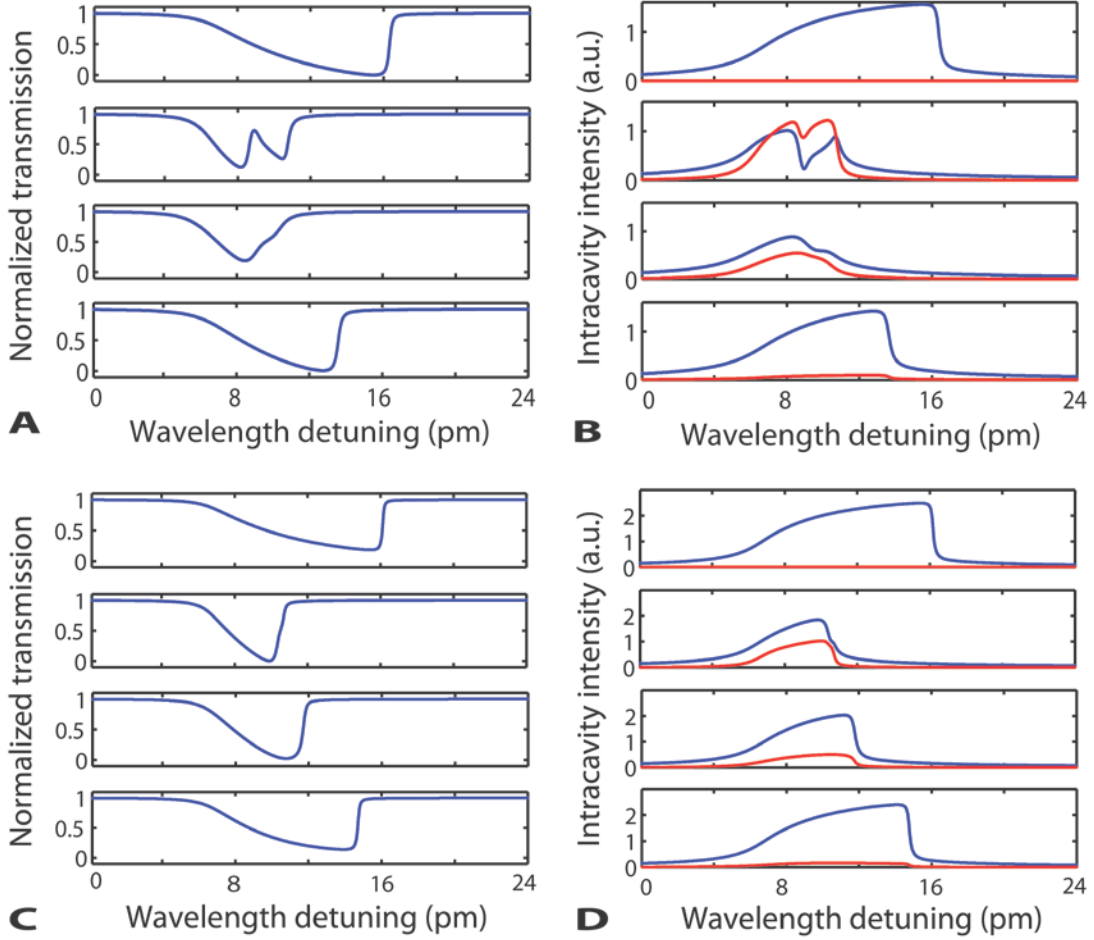 Normalized transmission
1
0.5
0
1
0.5
0
1
0.5
0
1
0.5
0
0 8 16 24
Wavelength detuning (pm)
A
Intracavity intensity (a.u.)
1
0
1
0
1
0
1
0
0 8 16 24
Wavelength detuning (pm)
B
Normalized transmission
1
0.5
0
1
0.5
0
1
0.5
0
1
0.5
0
0 8 16 24
Wavelength detuning (pm)
C
Intracavity intensity (a.u.)
2
1
0
2
1
0
2
1
0
2
1
0
0 8 16 24
Wavelength detuning (pm)
D